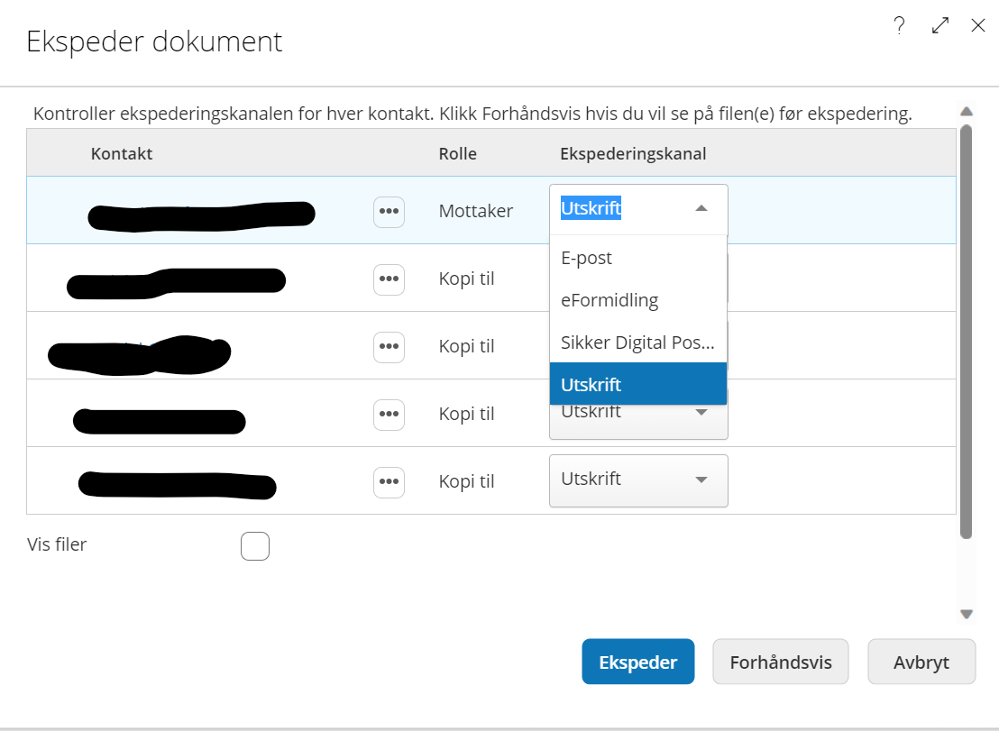 Ekspeder dokument
?
Kontroller ekspederingskanalen for hver kontakt. Klikk Forhåndsvis hvis du vil se på filen(e) før ekspedering.
Kontakt Rolle Ekspederingskanal
Mottaker Utskrift
E-post
Kopi til
eFormidling
Kopi til Sikker Digital Pos...
Utskrift
Kopi til Utskrift
Kopi til Utskrift
Vis filer
Ekspeder Forhåndsvis Avbryt